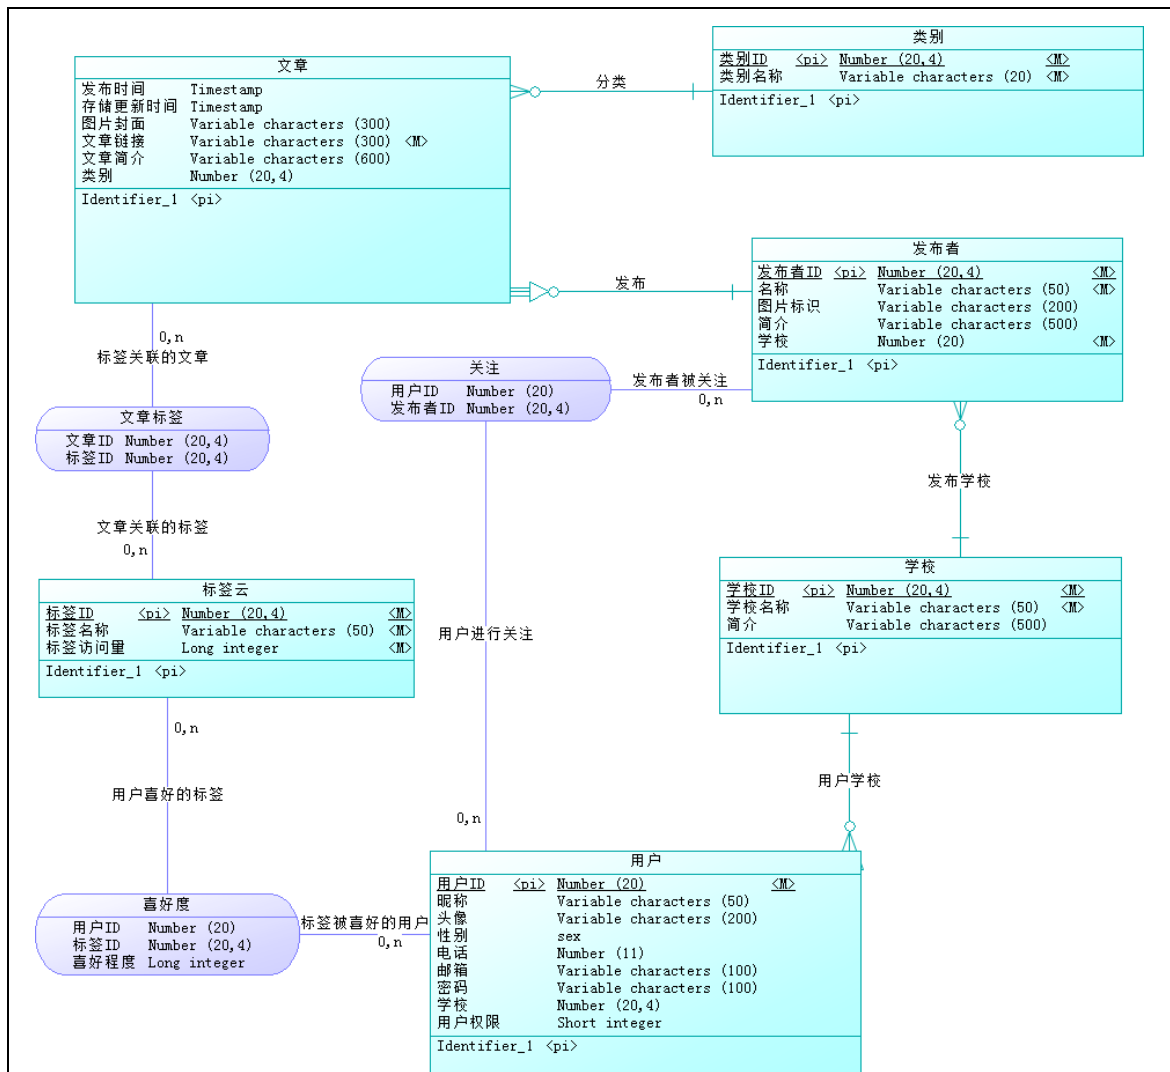 文章
发布时间 Timestamp
存储更新时间 Timestamp
图片封面 Variable characters (300)
文章链接 Variable characters (300) <M>
文章简介 Variable characters (600)
类别 Number (20,4)
Identifier_1 <pi>
分类
类别
类别ID <pi> Number (20,4) <M>
类别名称 Variable characters (20) <M>
Identifier_1 <pi>
发布
发布者
发布者ID <pi> Number (20,4) <M>
名称 Variable characters (50) <M>
图片标识 Variable characters (200)
简介 Variable characters (500)
学校 Number (20) <M>
Identifier_1 <pi>
0,n
标签关联的文章
关注
用户ID Number (20)
发布者ID Number (20,4)
发布者被关注
0,n
文章标签
文章ID Number (20,4)
标签ID Number (20,4)
发布学校
文章关联的标签
0,n
标签云
标签ID <pi> Number (20,4) <M>
标签名称 Variable characters (50) <M>
标签访问量 Long integer <M>
Identifier_1 <pi>
用户进行关注
学校
学校ID <pi> Number (20,4) <M>
学校名称 Variable characters (50) <M>
简介 Variable characters (500)
Identifier_1 <pi>
0,n
用户喜好的标签
用户学校
0,n
用户
用户ID <pi> Number (20) <M>
昵称 Variable characters (50)
头像 Variable characters (200)
性别 sex
电话 Number (11)
邮箱 Variable characters (100)
密码 Variable characters (100)
学校 Number (20,4)
用户权限 Short integer
Identifier_1 <pi>
喜好度
用户ID Number (20)
标签ID Number (20,4)
喜好程度 Long integer
标签被喜好的用户
0,n